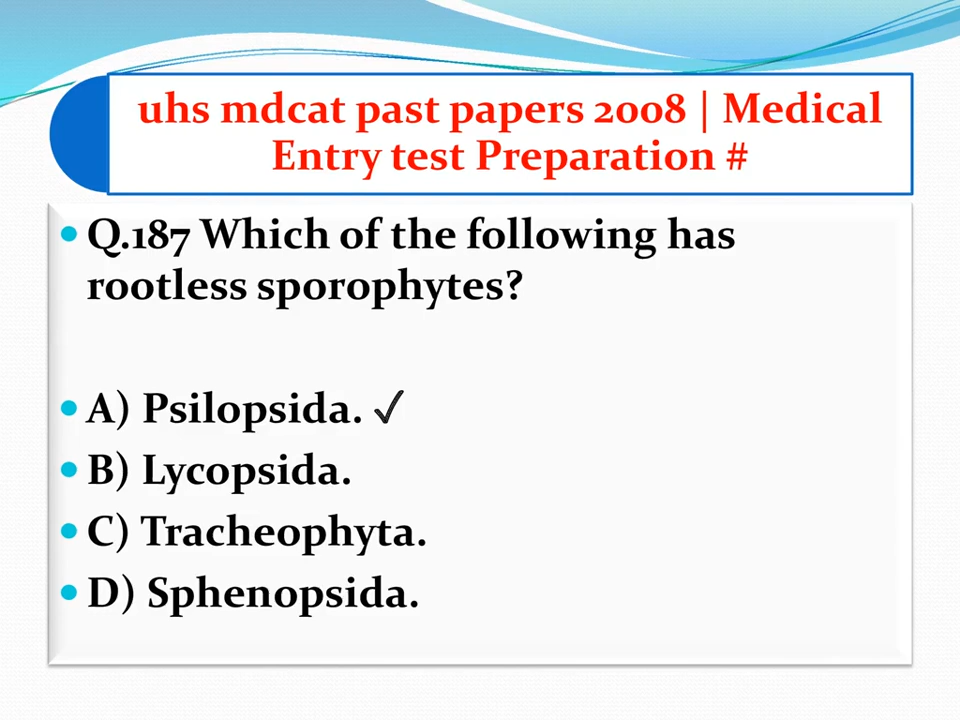 uhs mdcat past papers 2008 | Medical
Entry test Preparation #
• Q.187 Which of the following has
rootless sporophytes?
• A) Psilopsida. ✓
• B) Lycopsida.
• C) Tracheophyta.
• D) Sphenopsida.